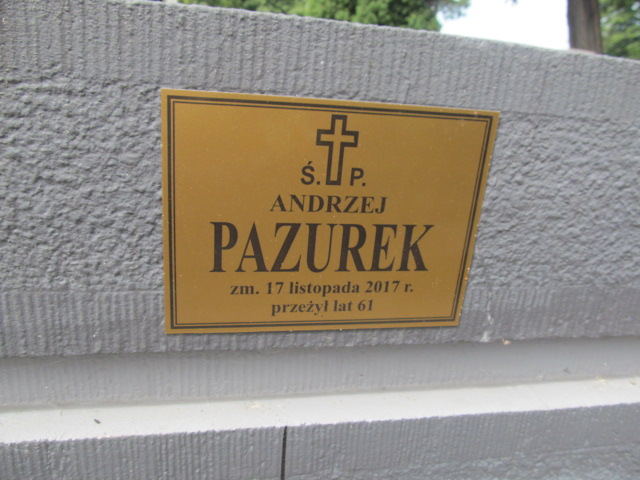 Ś. P.
ANDRZEJ
PAZUREK
zm. 17 listopada 2017 r.
przeżył lat 61